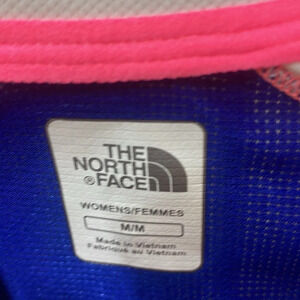 THE
NORTH
®FACE
WOMENS/FEMMES
M/M
Made in Vietnam
Fabriqué au Vietnam